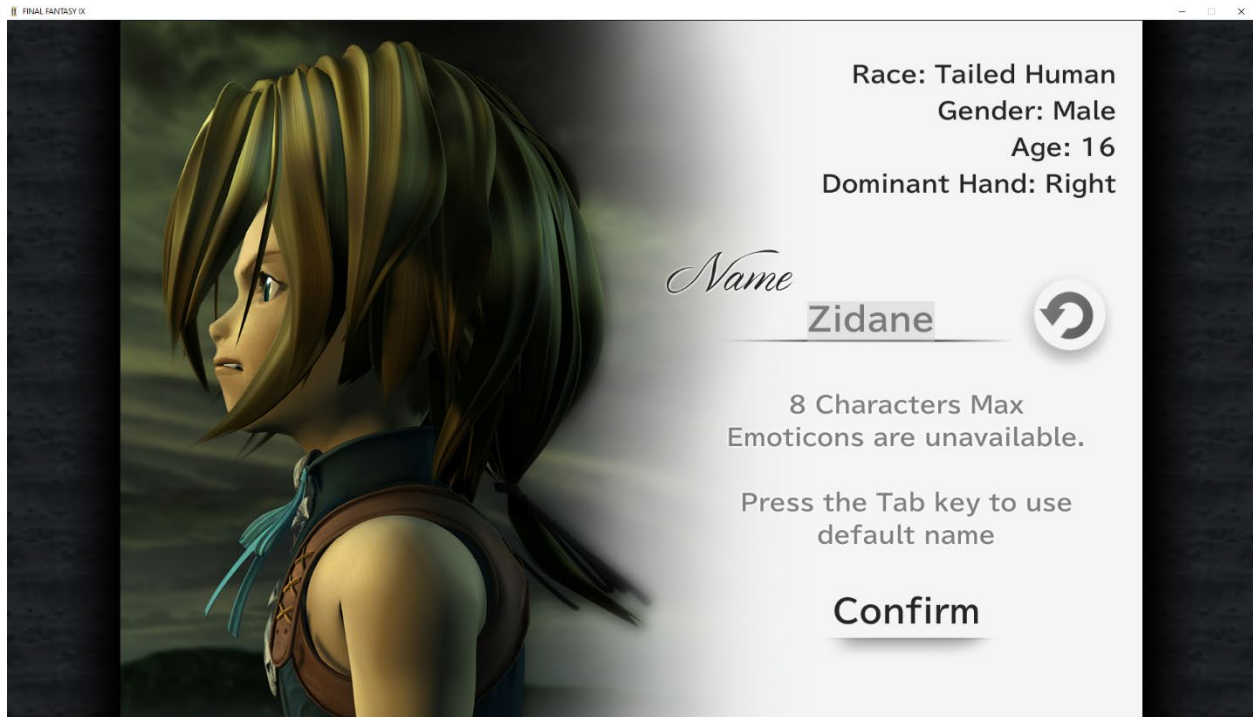 FINAL FANTASY IX
Race: Tailed Human
Gender: Male
Age: 16
Dominant Hand: Right
Name
Zidane
8 Characters Max
Emoticons are unavailable.
Press the Tab key to use
default name
Confirm